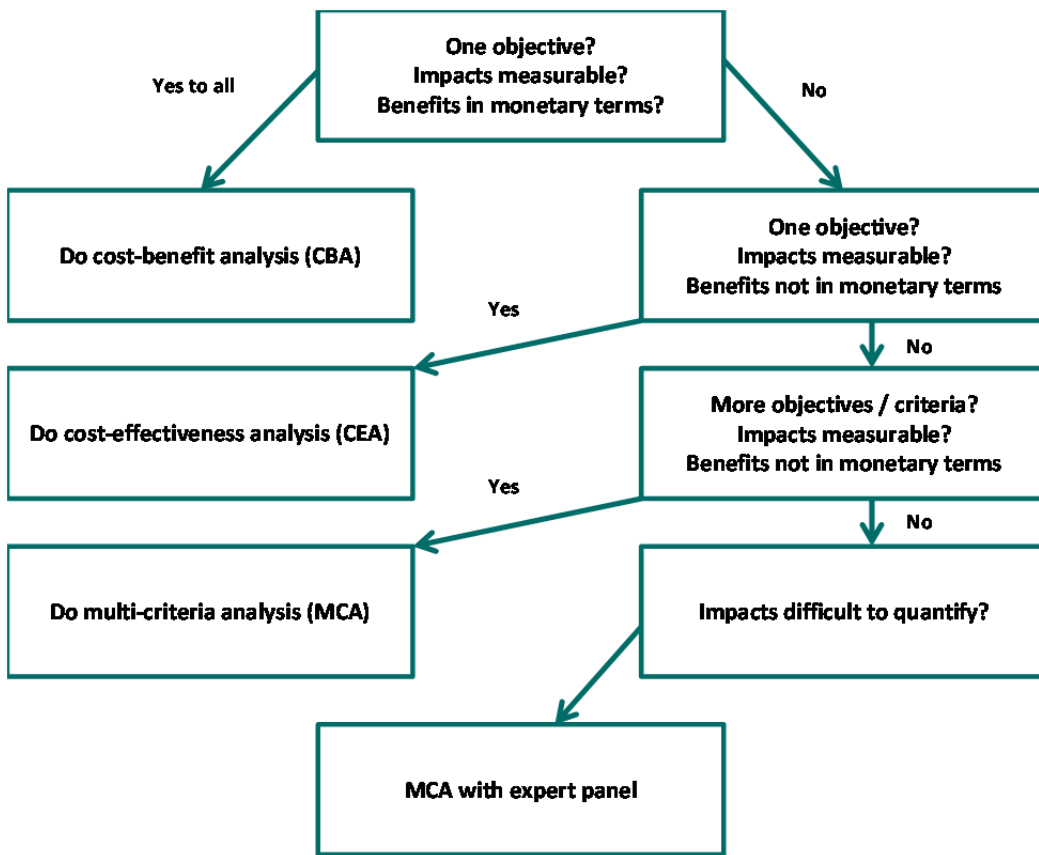 One objective?
Impacts measurable?
Benefits in monetary terms?
Yes to all
No
Do cost-benefit analysis (CBA)
One objective?
Impacts measurable?
Benefits not in monetary terms
Yes
No
Do cost-effectiveness analysis (CEA)
More objectives / criteria?
Impacts measurable?
Benefits not in monetary terms
Yes
No
Do multi-criteria analysis (MCA)
Impacts difficult to quantify?
MCA with expert panel